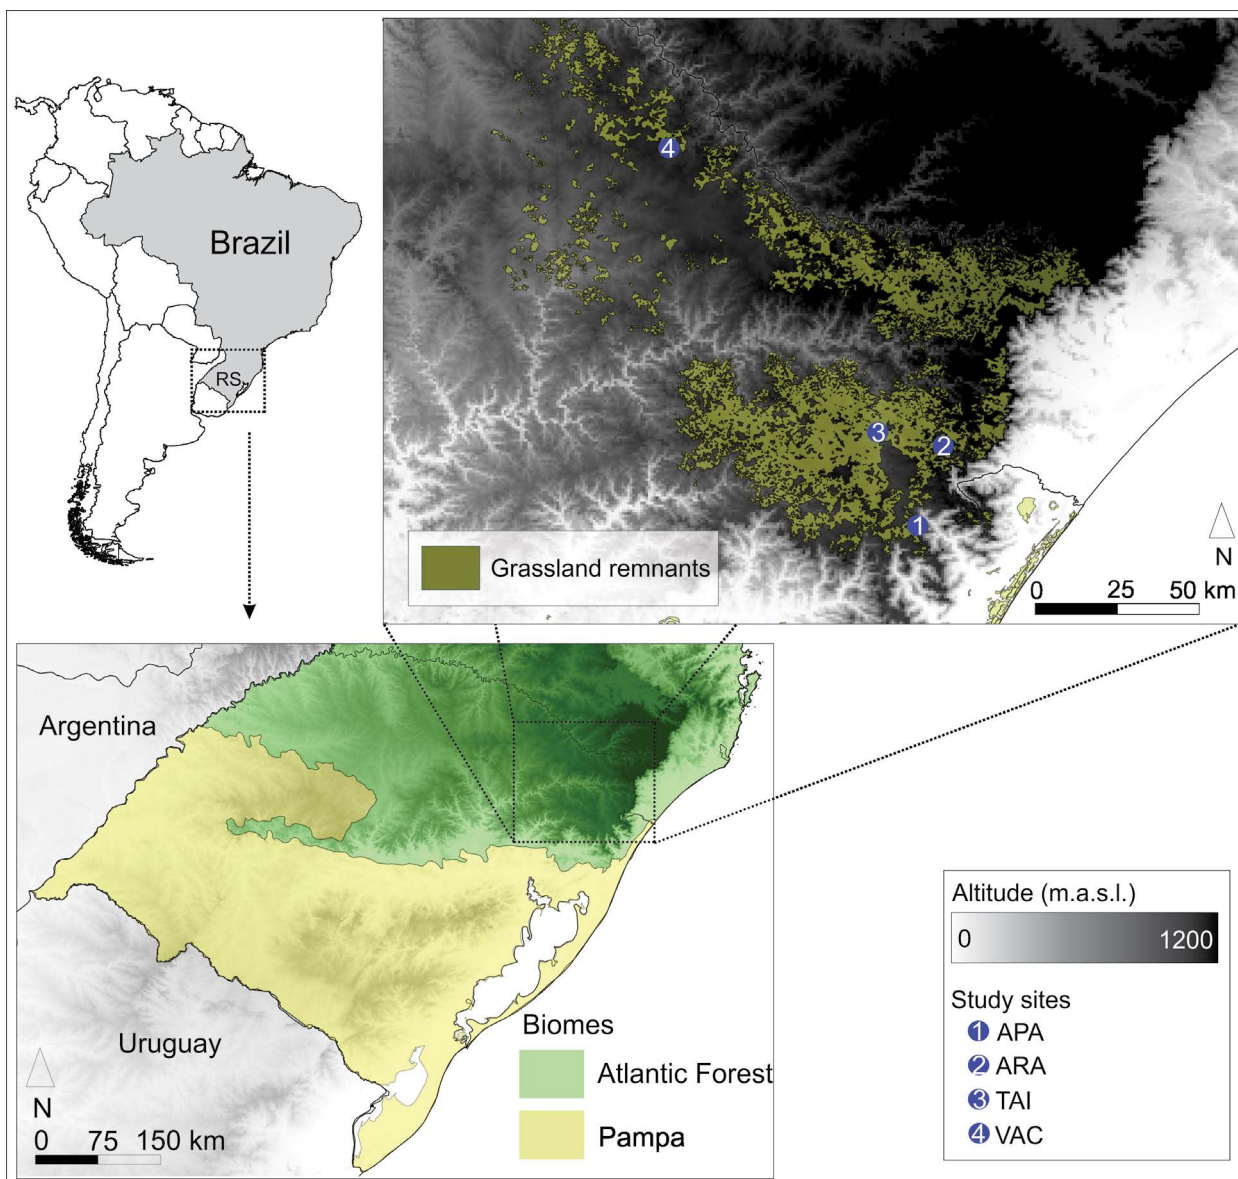 Brazil
RS
4
3
2
1
Grassland remnants
N
0 25 50 km
Argentina
Uruguay
N
0 75 150 km
Biomes
Atlantic Forest
Pampa
Altitude (m.a.s.l.)
0 1200
Study sites
1 APA
2 ARA
3 TAI
4 VAC